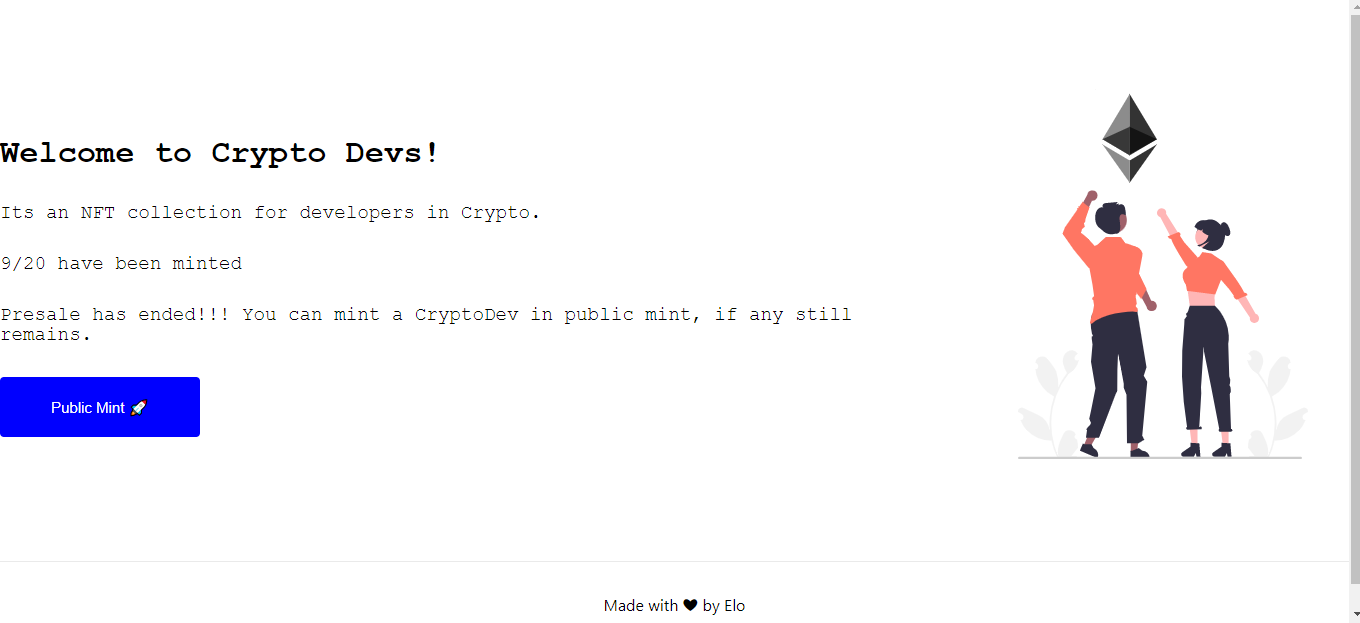 Welcome to Crypto Devs!
Its an NFT collection for developers in Crypto.
9/20 have been minted
Presale has ended!!! You can mint a CryptoDev in public mint, if any still
remains.
Public Mint 🚀
Made with ❤ by Elo